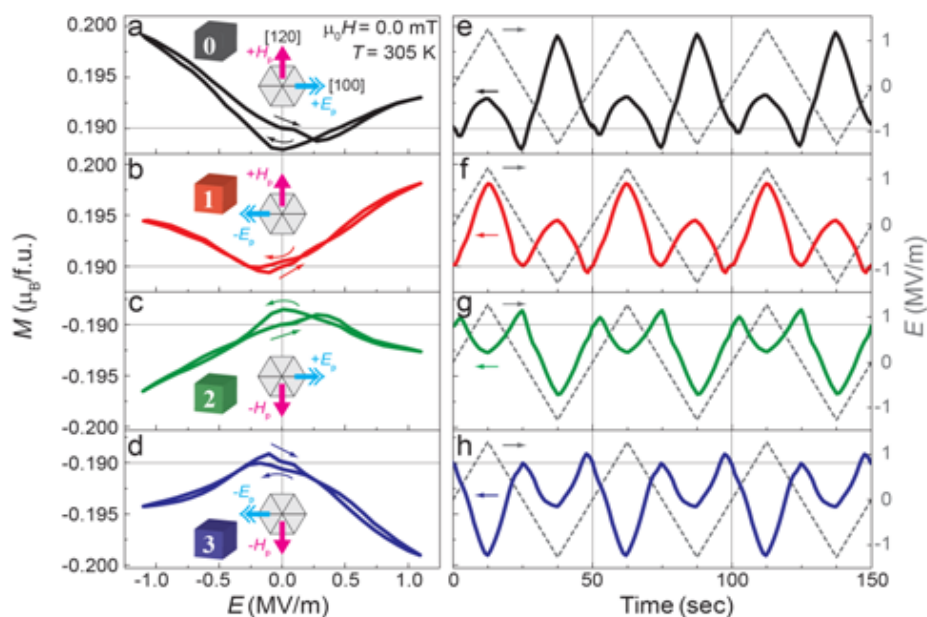 a
0
[120]
+Hp
[100]
+Ep
μ0H = 0.0 mT
T = 305 K
0.200
0.195
0.190
b
1
+Hp
-Ep
0.195
0.190
c
2
+Ep
-Hp
-0.190
-0.195
-0.200
d
3
-Ep
-Hp
-0.190
-0.195
-0.200
M (μB/f.u.)
-1.0 -0.5 0.0 0.5 1.0
E (MV/m)
e
1
0
-1
f
1
0
-1
g
1
0
-1
h
1
0
-1
E (MV/m)
0 50 100 150
Time (sec)